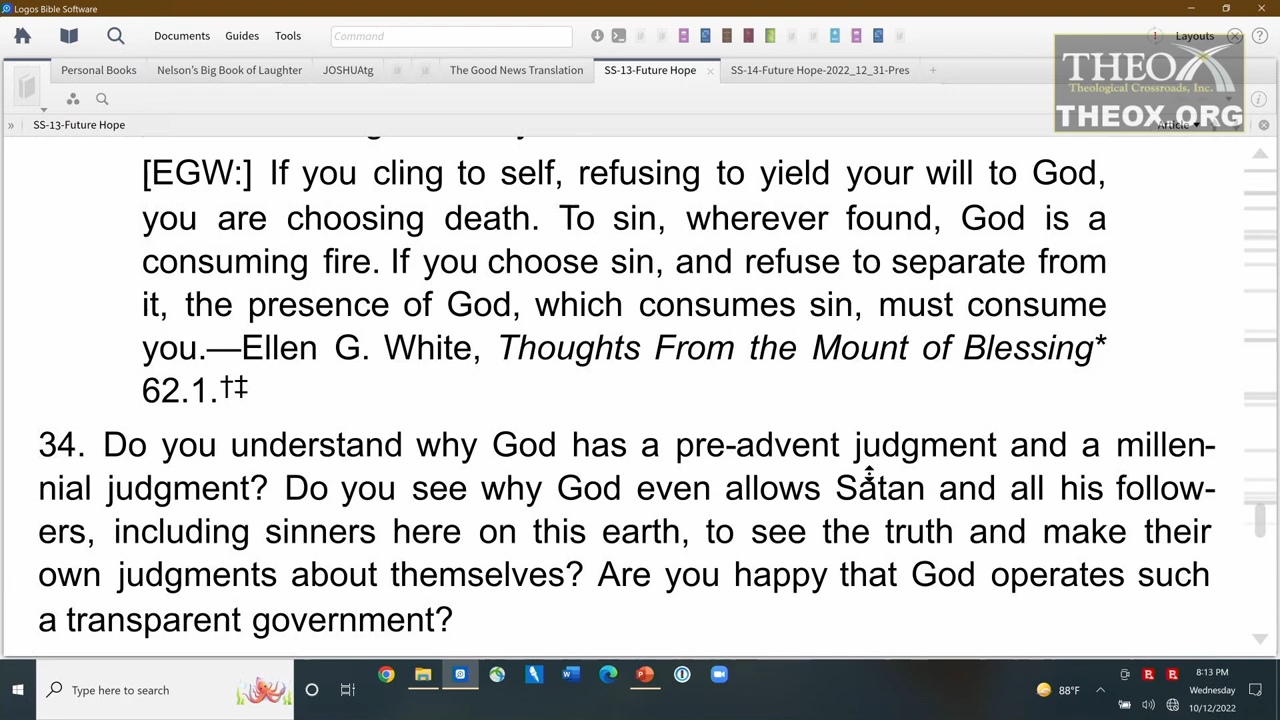 Logos Bible Software
Documents Guides Tools Command Layouts
Personal Books Nelson's Big Book of Laughter JOSHUAtg The Good News Translation SS-13-Future Hope SS-14-Future Hope-2022_12_31-Pres
THEOX
Theological Crossroads, Inc.
THEOX.ORG
SS-13-Future Hope Article
[EGW:] If you cling to self, refusing to yield your will to God,
you are choosing death. To sin, wherever found, God is a
consuming fire. If you choose sin, and refuse to separate from
it, the presence of God, which consumes sin, must consume
you.—Ellen G. White, Thoughts From the Mount of Blessing*
62.1.†‡
34. Do you understand why God has a pre-advent judgment and a millen-
nial judgment? Do you see why God even allows Satan and all his follow-
ers, including sinners here on this earth, to see the truth and make their
own judgments about themselves? Are you happy that God operates such
a transparent government?
Type here to search
88°F
8:13 PM
Wednesday
10/12/2022